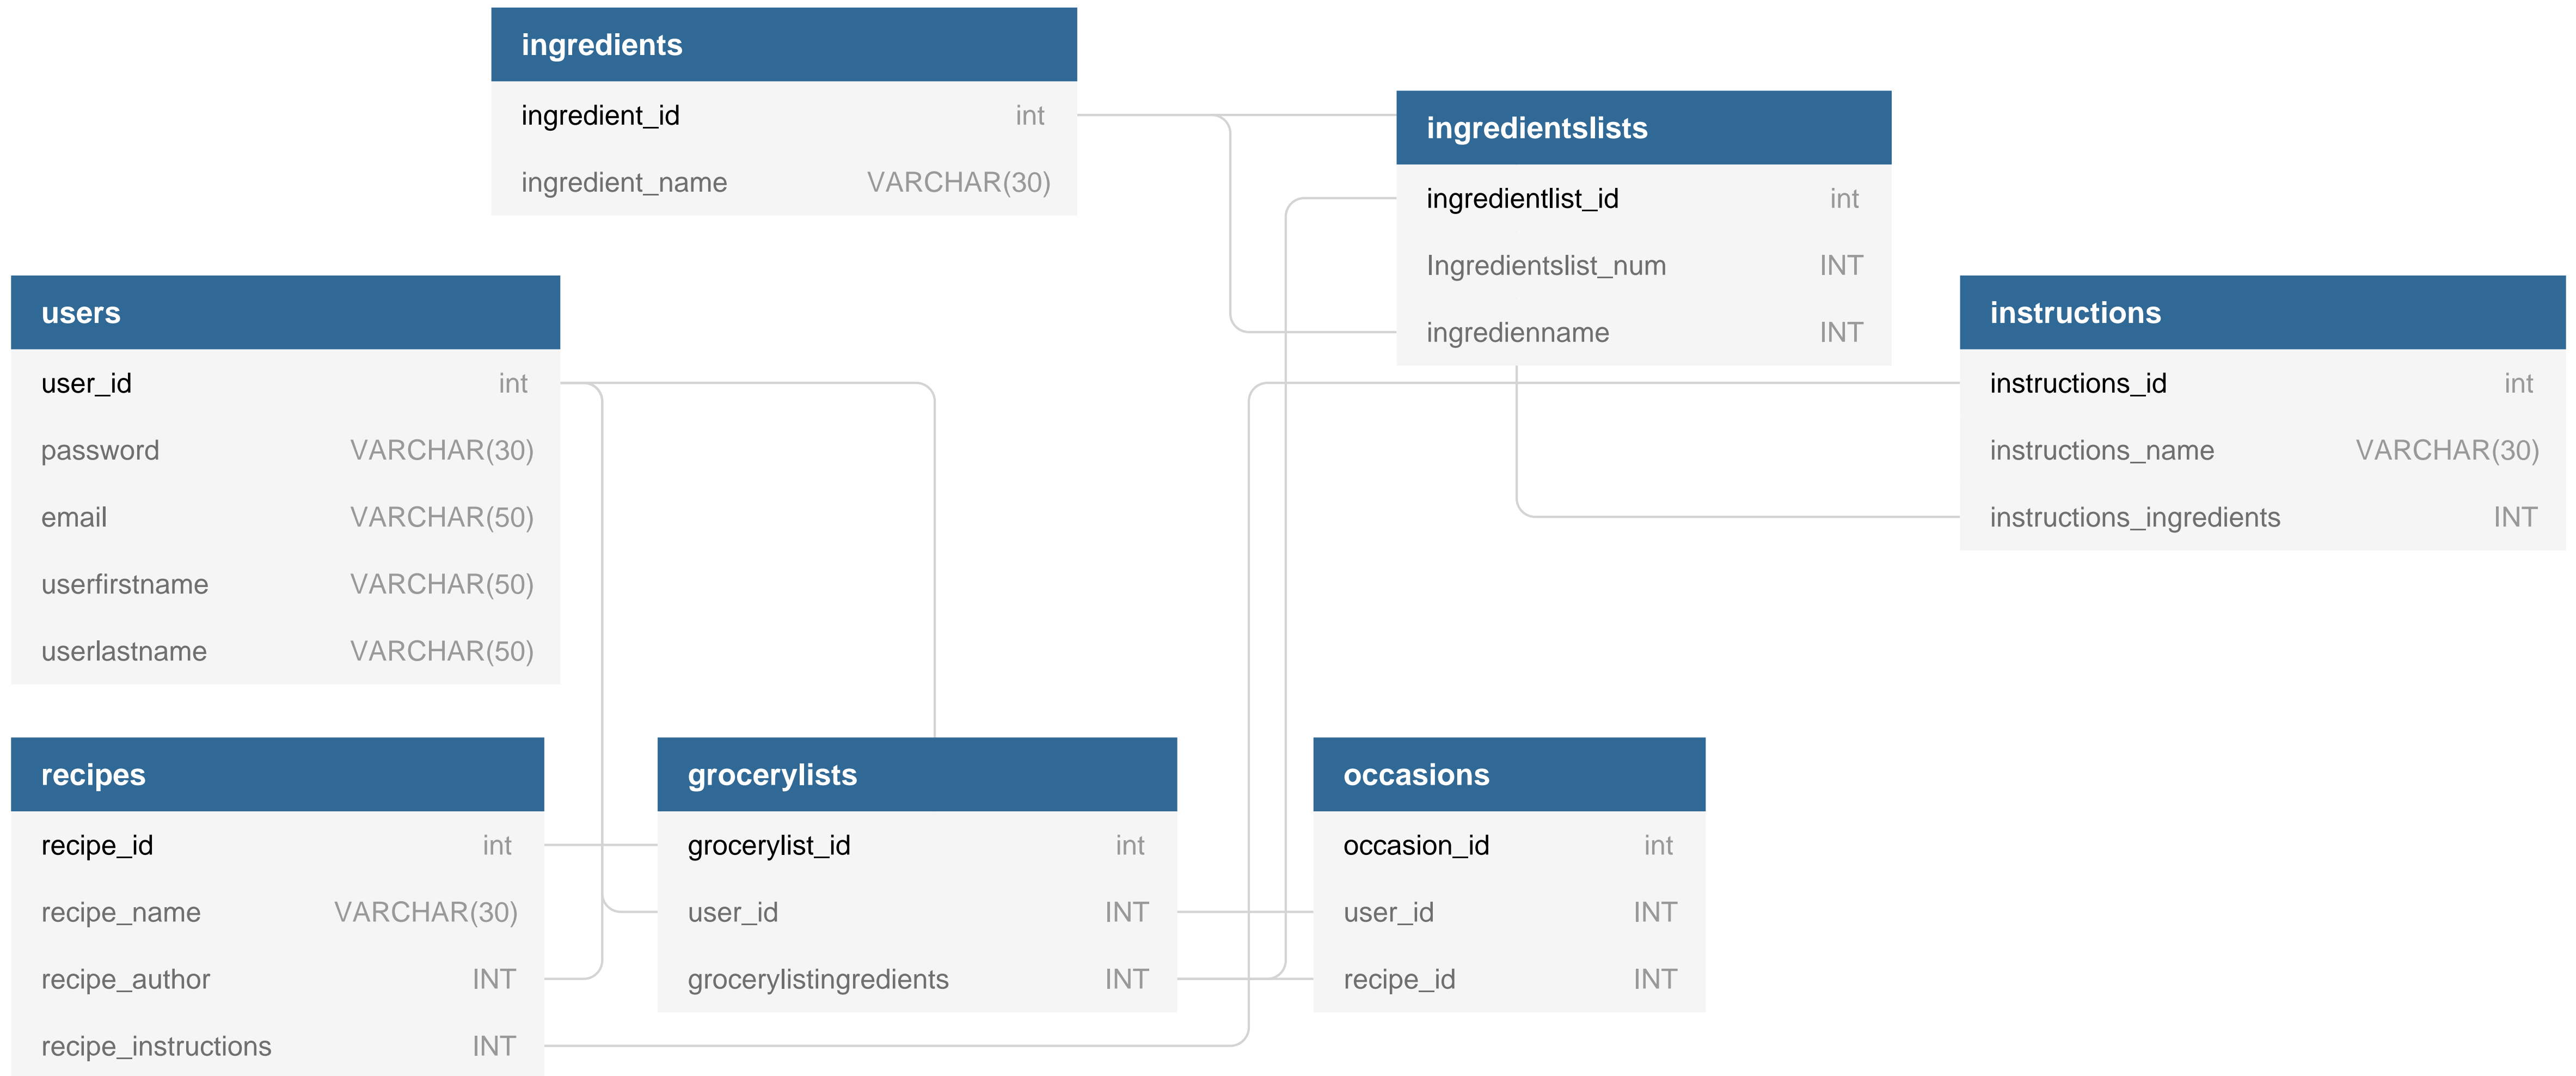 ingredients
ingredient_id int
ingredient_name VARCHAR(30)
ingredientslists
ingredientlist_id int
Ingredientslist_num INT
ingredienname INT
users
user_id int
password VARCHAR(30)
email VARCHAR(50)
userfirstname VARCHAR(50)
userlastname VARCHAR(50)
instructions
instructions_id int
instructions_name VARCHAR(30)
instructions_ingredients INT
recipes
recipe_id int
recipe_name VARCHAR(30)
recipe_author INT
recipe_instructions INT
grocerylists
grocerylist_id int
user_id INT
grocerylistingredients INT
occasions
occasion_id int
user_id INT
recipe_id INT